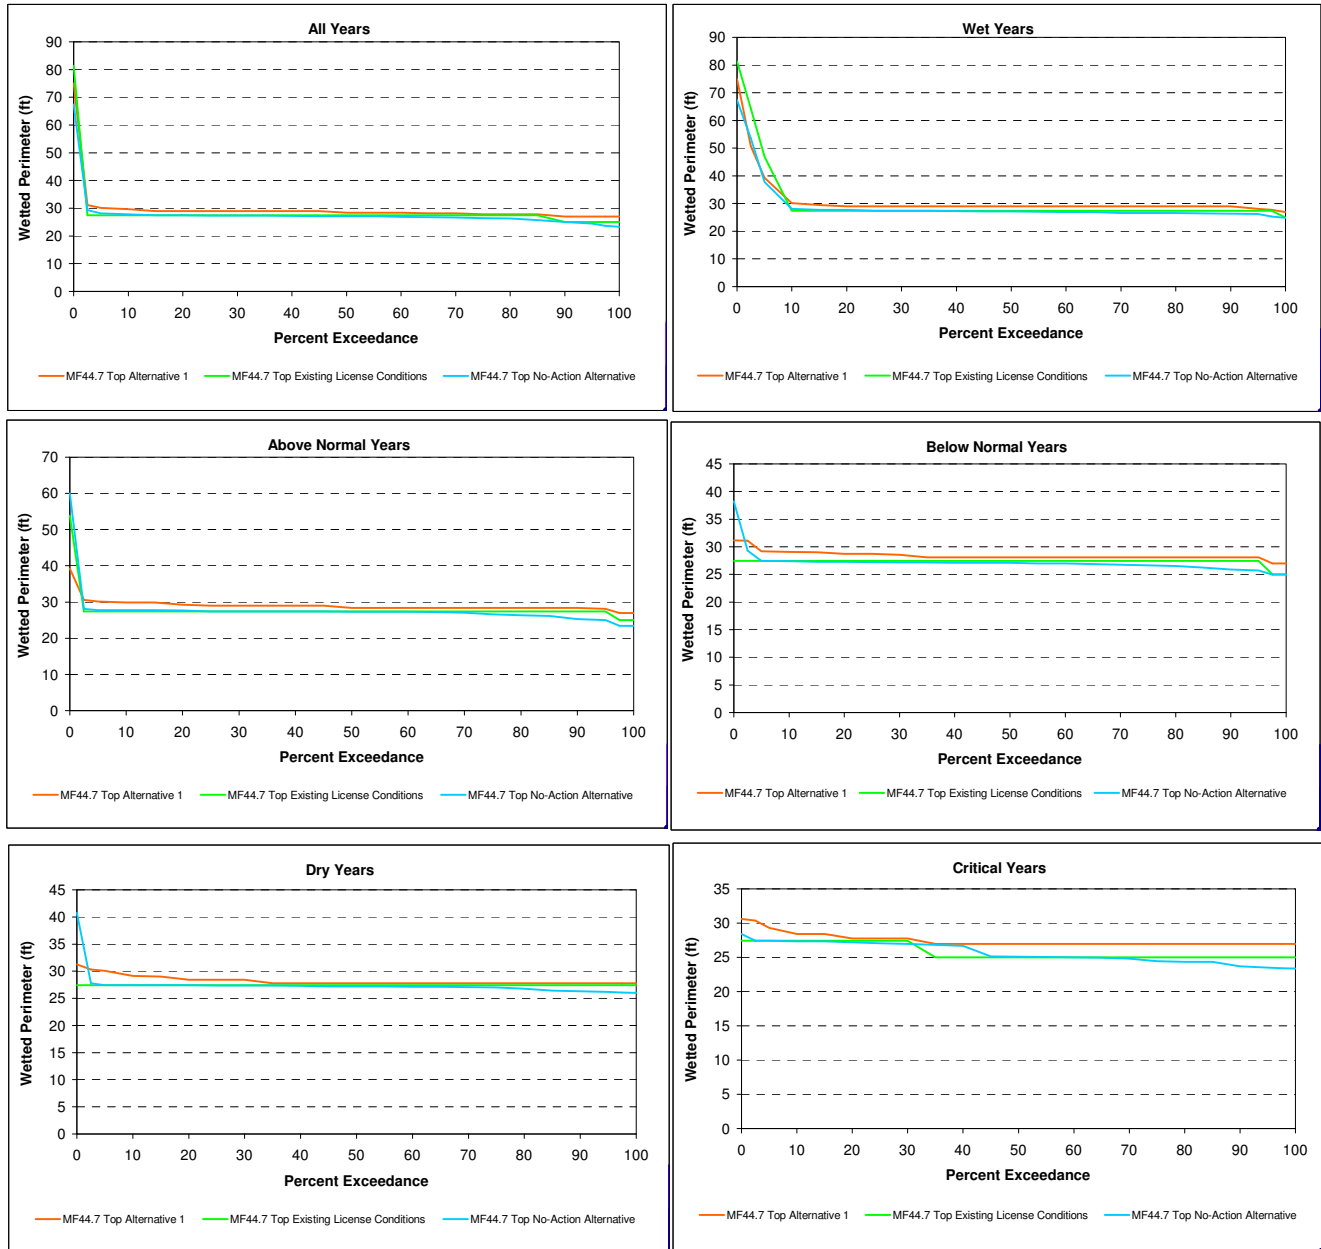 All Years
Wetted Perimeter (ft)
90
80
70
60
50
40
30
20
10
0
0 10 20 30 40 50 60 70 80 90 100
Percent Exceedance
MF44.7 Top Alternative 1 MF44.7 Top Existing License Conditions MF44.7 Top No-Action Alternative
Wet Years
Wetted Perimeter (ft)
90
80
70
60
50
40
30
20
10
0
0 10 20 30 40 50 60 70 80 90 100
Percent Exceedance
MF44.7 Top Alternative 1 MF44.7 Top Existing License Conditions MF44.7 Top No-Action Alternative
Above Normal Years
Wetted Perimeter (ft)
70
60
50
40
30
20
10
0
0 10 20 30 40 50 60 70 80 90 100
Percent Exceedance
MF44.7 Top Alternative 1 MF44.7 Top Existing License Conditions MF44.7 Top No-Action Alternative
Below Normal Years
Wetted Perimeter (ft)
45
40
35
30
25
20
15
10
5
0
0 10 20 30 40 50 60 70 80 90 100
Percent Exceedance
MF44.7 Top Alternative 1 MF44.7 Top Existing License Conditions MF44.7 Top No-Action Alternative
Dry Years
Wetted Perimeter (ft)
45
40
35
30
25
20
15
10
5
0
0 10 20 30 40 50 60 70 80 90 100
Percent Exceedance
MF44.7 Top Alternative 1 MF44.7 Top Existing License Conditions MF44.7 Top No-Action Alternative
Critical Years
Wetted Perimeter (ft)
35
30
25
20
15
10
5
0
0 10 20 30 40 50 60 70 80 90 100
Percent Exceedance
MF44.7 Top Alternative 1 MF44.7 Top Existing License Conditions MF44.7 Top No-Action Alternative